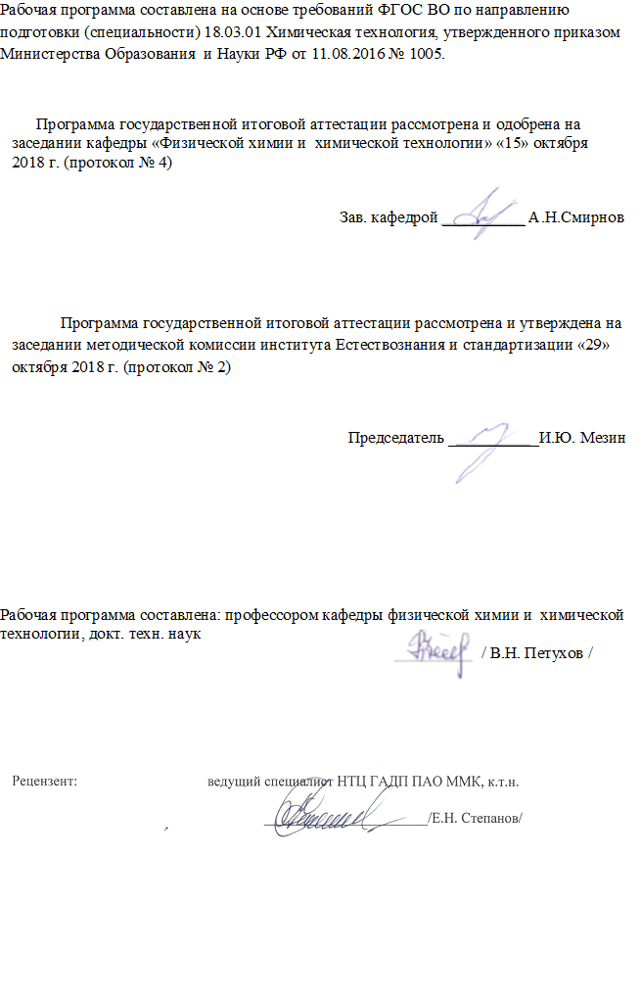 Рабочая программа составлена на основе требований ФГОС ВО по направлению
подготовки (специальности) 18.03.01 Химическая технология, утвержденного приказом
Министерства Образования и Науки РФ от 11.08.2016 № 1005.
Программа государственной итоговой аттестации рассмотрена и одобрена на
заседании кафедры «Физической химии и химической технологии» «15» октября
2018 г. (протокол № 4)
Зав. кафедрой ___________ А.Н.Смирнов
Программа государственной итоговой аттестации рассмотрена и утверждена на
заседании методической комиссии института Естествознания и стандартизации «29»
октября 2018 г. (протокол № 2)
Председатель ____________И.Ю. Мезин
Рабочая программа составлена: профессором кафедры физической химии и химической
технологии, докт. техн. наук
__________ / В.Н. Петухов /
Рецензент: ведущий специалист НТЦ ГАДП ПАО ММК, к.т.н.
______________________/Е.Н. Степанов/